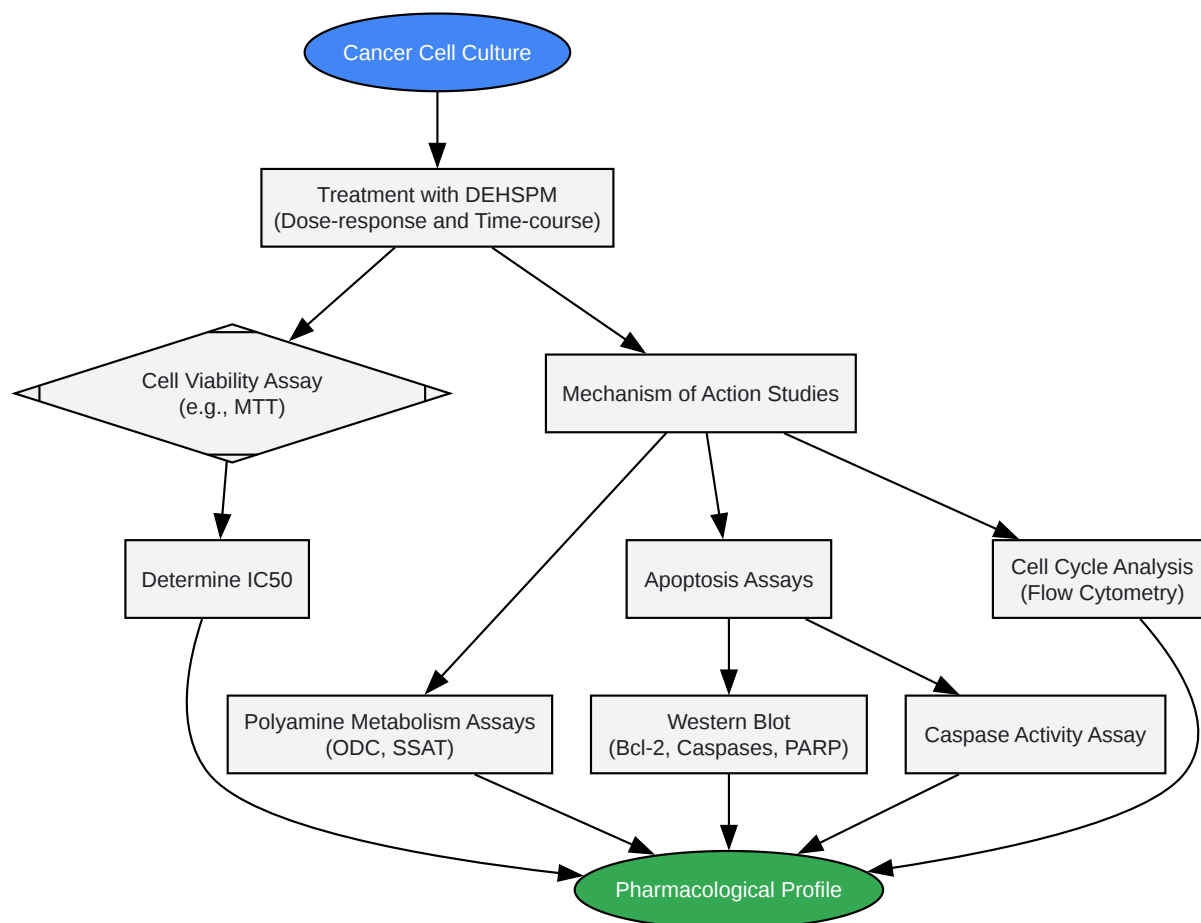 Cancer Cell Culture
Treatment with DEHSPM
(Dose-response and Time-course)
Cell Viability Assay
(e.g., MTT)
Mechanism of Action Studies
Determine IC50
Apoptosis Assays
Cell Cycle Analysis
(Flow Cytometry)
Polyamine Metabolism Assays
(ODC, SSAT)
Western Blot
(Bcl-2, Caspases, PARP)
Caspase Activity Assay
Pharmacological Profile